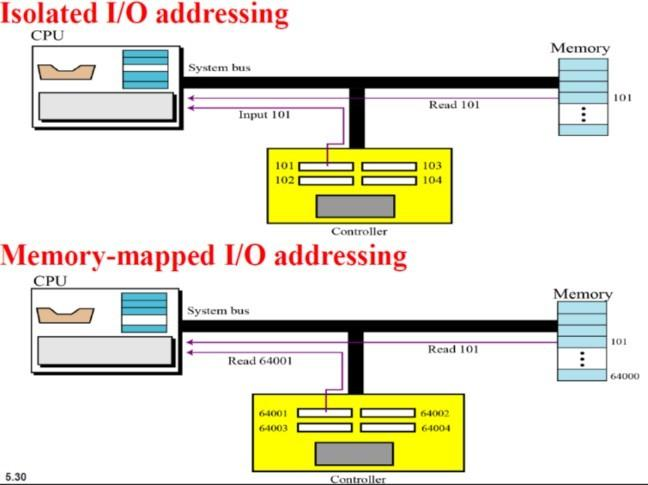 Isolated I/O addressing
CPU
Memory
System bus
101
Read 101
Input 101
101 103
102 104
Controller
Memory-mapped I/O addressing
CPU
Memory
System bus
101
Read 101
Read 64001
64000
64001 64002
64003 64004
Controller
5.30